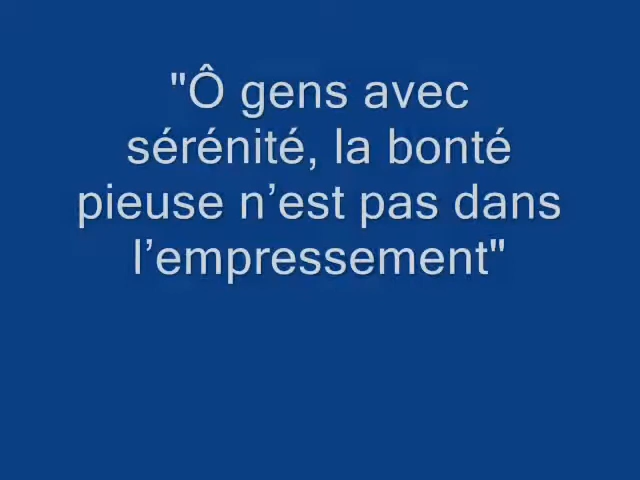 "Ô gens avec
sérénité, la bonté
pieuse n’est pas dans
l’empressement"